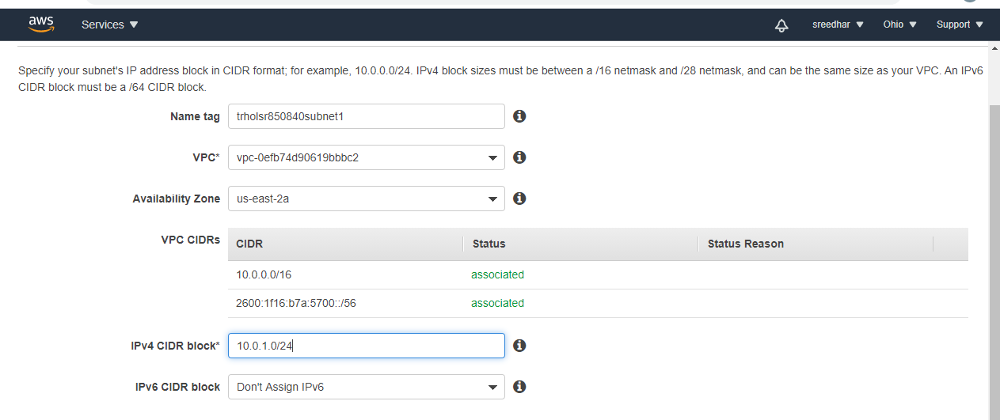 aws
Services
sreedhar
Ohio
Support
Specify your subnet's IP address block in CIDR format; for example, 10.0.0.0/24. IPv4 block sizes must be between a /16 netmask and /28 netmask, and can be the same size as your VPC. An IPv6
CIDR block must be a /64 CIDR block.
Name tag trholsr850840subnet1
VPC* vpc-0efb74d90619bbbc2
Availability Zone us-east-2a
VPC CIDRs CIDR Status Status Reason
10.0.0.0/16 associated
2600:1f16:b7a:5700::/56 associated
IPv4 CIDR block* 10.0.1.0/24
IPv6 CIDR block Don't Assign IPv6